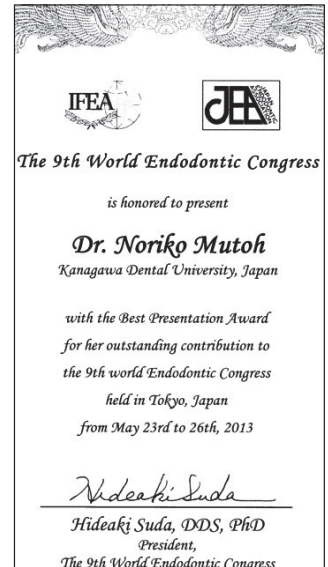 IFEA
JEA
The 9th World Endodontic Congress
is honored to present
Dr. Noriko Mutoh
Kanagawa Dental University, Japan
with the Best Presentation Award
for her outstanding contribution to
the 9th world Endodontic Congress
held in Tokyo, Japan
from May 23rd to 26th, 2013
Hideaki Suda
Hideaki Suda, DDS, PhD
President,
The 9th World Endodontic Congress